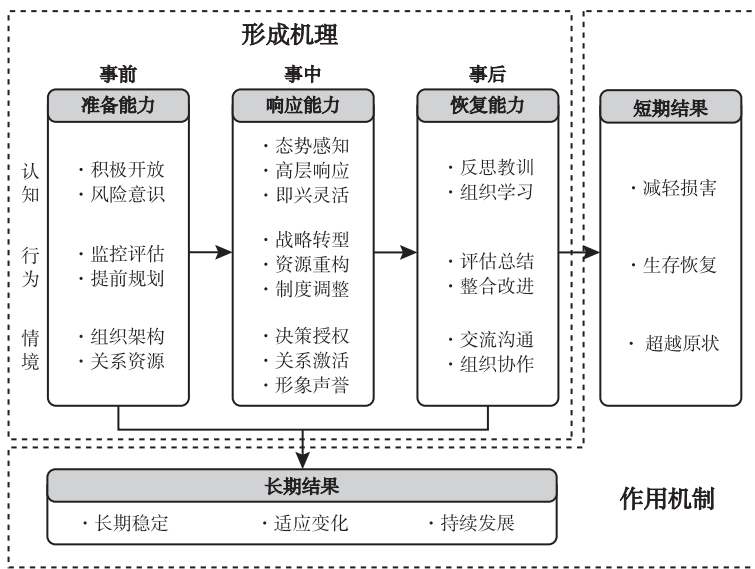 形成机理
事前
事中
事后
准备能力
响应能力
恢复能力
短期结果
认知
行为
情境
· 积极开放
· 风险意识
· 监控评估
· 提前规划
· 组织架构
· 关系资源
· 态势感知
· 高层响应
· 即兴灵活
· 战略转型
· 资源重构
· 制度调整
· 决策授权
· 关系激活
· 形象声誉
· 反思教训
· 组织学习
· 评估总结
· 整合改进
· 交流沟通
· 组织协作
· 减轻损害
· 生存恢复
· 超越原状
长期结果
· 长期稳定
· 适应变化
· 持续发展
作用机制